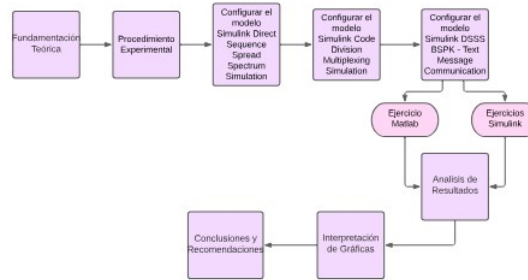 Fundamentación
Teórica
Procedimiento
Experimental
Configurar el
modelo
Simulink Direct
Sequence
Spread
Spectrum
Simulation
Configurar el
modelo
Simulink Code
Division
Multiplexing
Simulation
Configurar el
modelo
Simulink DSSS
BSPK - Text
Message
Communication
Ejercicio
Matlab
Ejercicios
Simulink
Analisis de
Resultados
Interpretación
de Gráficas
Conclusiones y
Recomendaciones